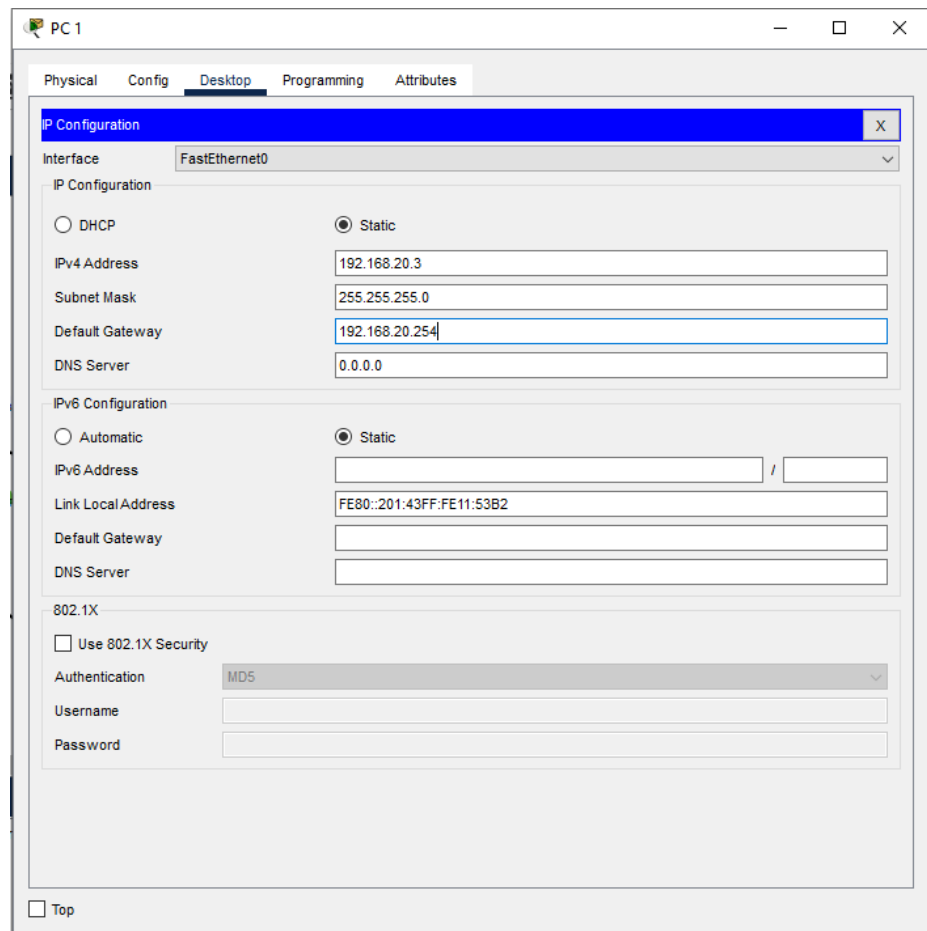 PC 1
Physical Config Desktop Programming Attributes
IP Configuration X
Interface FastEthernet0
IP Configuration
DHCP Static
IPv4 Address 192.168.20.3
Subnet Mask 255.255.255.0
Default Gateway 192.168.20.254
DNS Server 0.0.0.0
IPv6 Configuration
Automatic Static
IPv6 Address /
Link Local Address FE80::201:43FF:FE11:53B2
Default Gateway
DNS Server
802.1X
Use 802.1X Security
Authentication MD5
Username
Password
Top